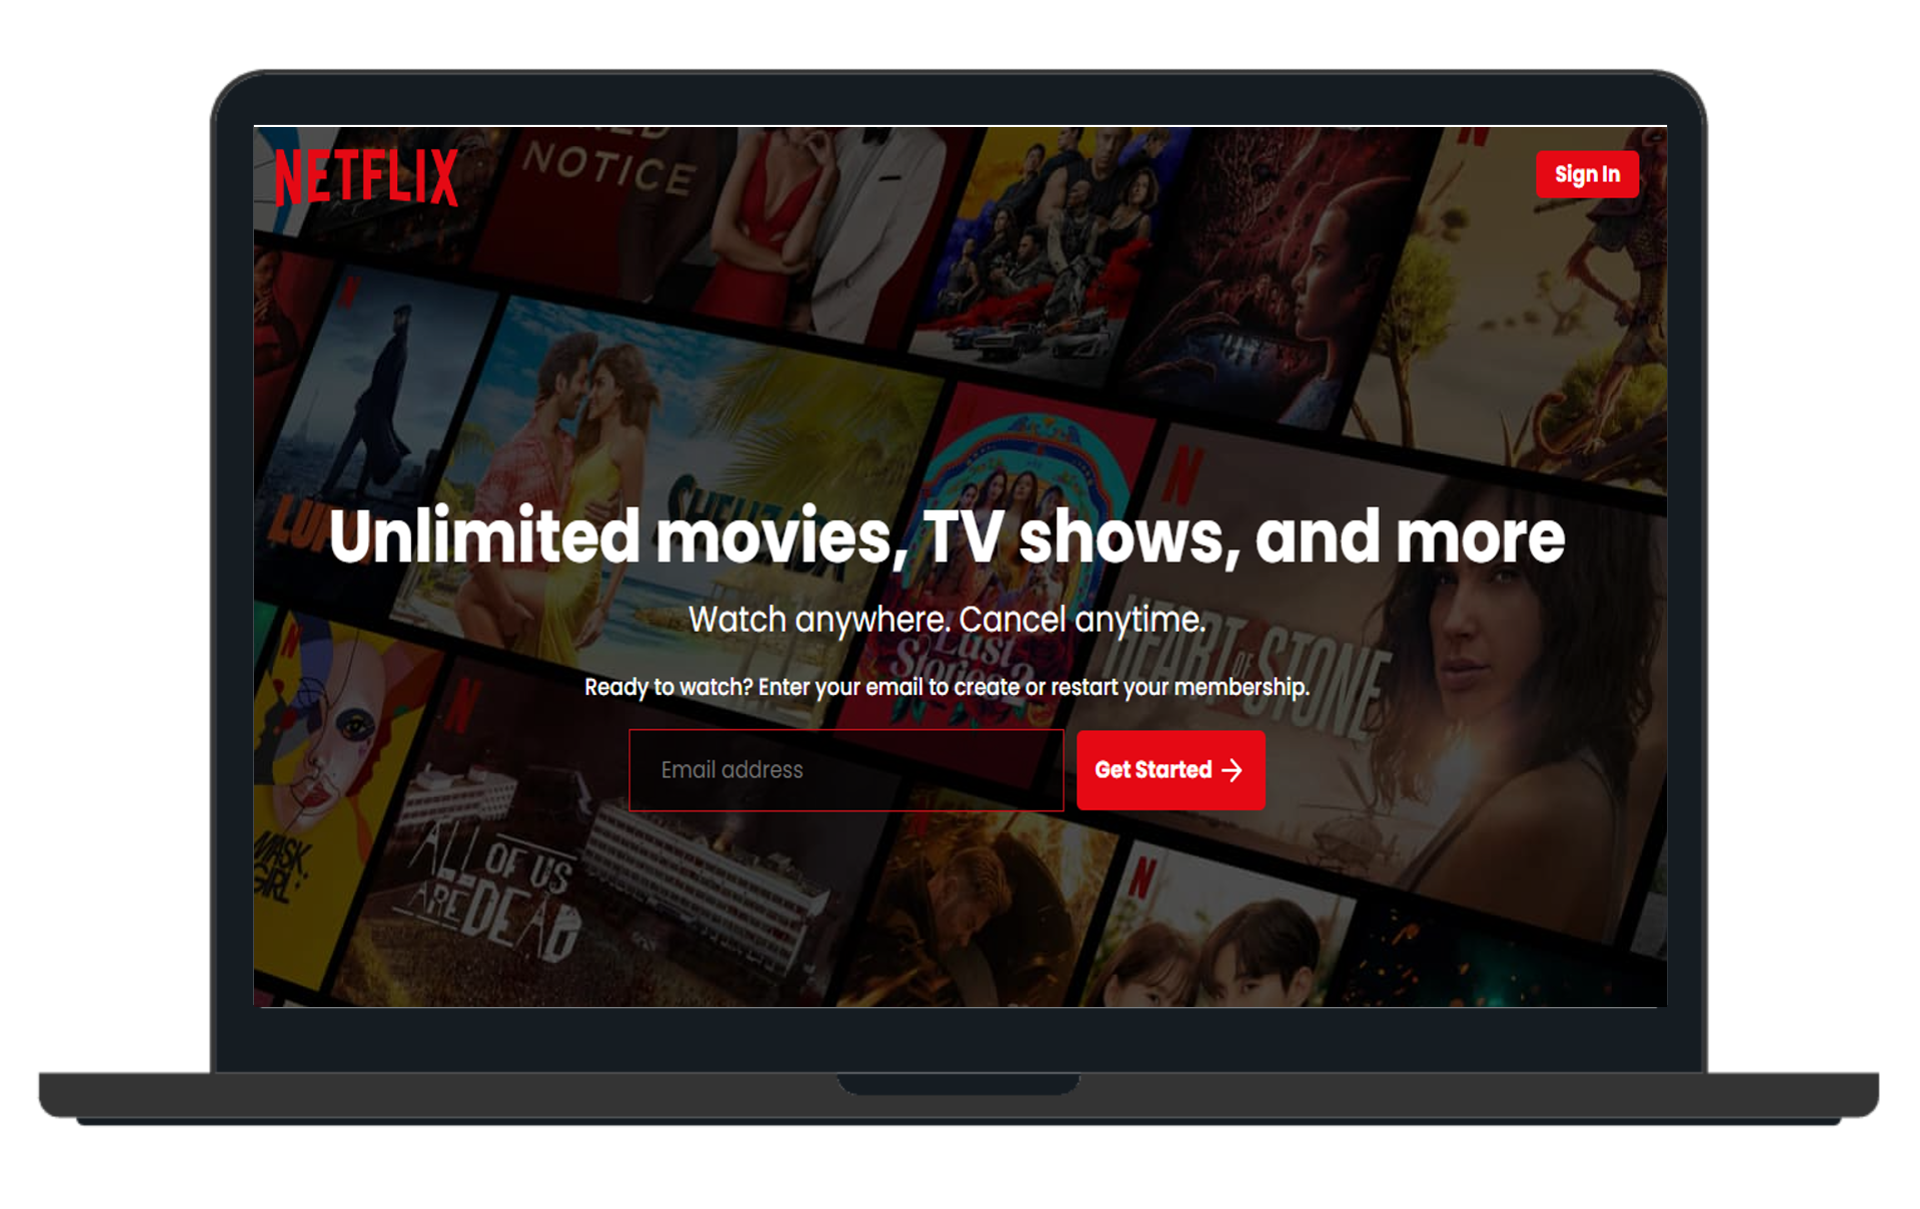 NETFLIX
NOTICE
Sign In
SHEHZADA
Unlimited movies, TV shows, and more
Watch anywhere. Cancel anytime.
Lust
Stories 2
HEART OF STONE
Ready to watch? Enter your email to create or restart your membership.
Email address
Get Started →
ALL OF US
ARE DEAD
MASK
GIRL